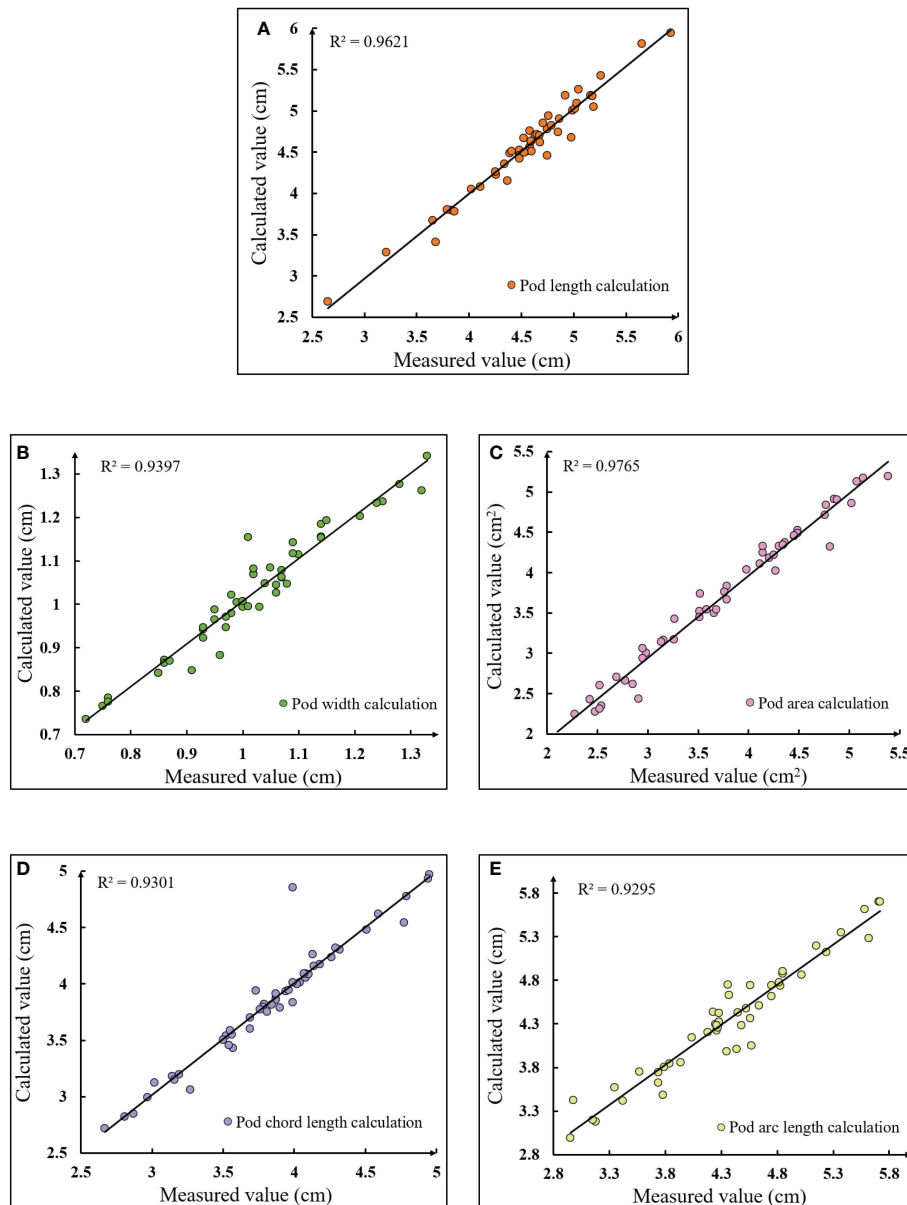 A
R² = 0.9621
Calculated value (cm)
6
5.5
5
4.5
4
3.5
3
2.5
Pod length calculation
2.5 3 3.5 4 4.5 5 5.5 6
Measured value (cm)
B
R² = 0.9397
Calculated value (cm)
1.3
1.2
1.1
1
0.9
0.8
0.7
Pod width calculation
0.7 0.8 0.9 1 1.1 1.2 1.3
Measured value (cm)
C
R² = 0.9765
Calculated value (cm²)
5.5
5
4.5
4
3.5
3
2.5
2
Pod area calculation
2 2.5 3 3.5 4 4.5 5 5.5
Measured value (cm²)
D
R² = 0.9301
Calculated value (cm)
5
4.5
4
3.5
3
2.5
Pod chord length calculation
2.5 3 3.5 4 4.5 5
Measured value (cm)
E
R² = 0.9295
Calculated value (cm)
5.8
5.3
4.8
4.3
3.8
3.3
2.8
Pod arc length calculation
2.8 3.3 3.8 4.3 4.8 5.3 5.8
Measured value (cm)